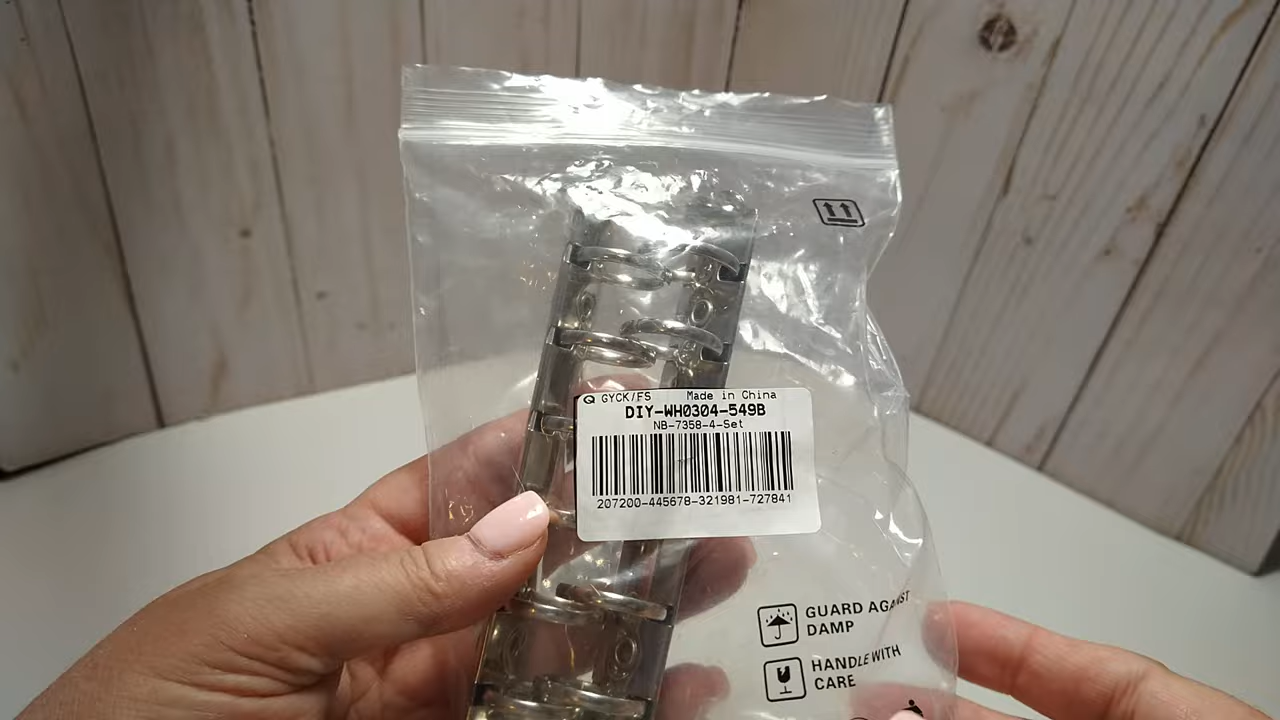 GYCK/FS Made in China
DIY-WH0304-549B
NB-7358-4-Set
207200-445678-321981-727841
GUARD AGAINST
DAMP
HANDLE WITH
CARE